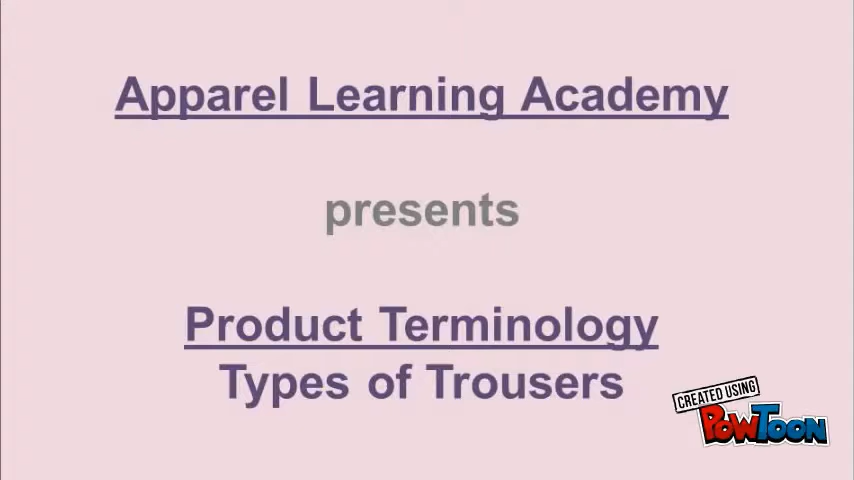 Apparel Learning Academy
presents
Product Terminology
Types of Trousers
CREATED USING
PowToon